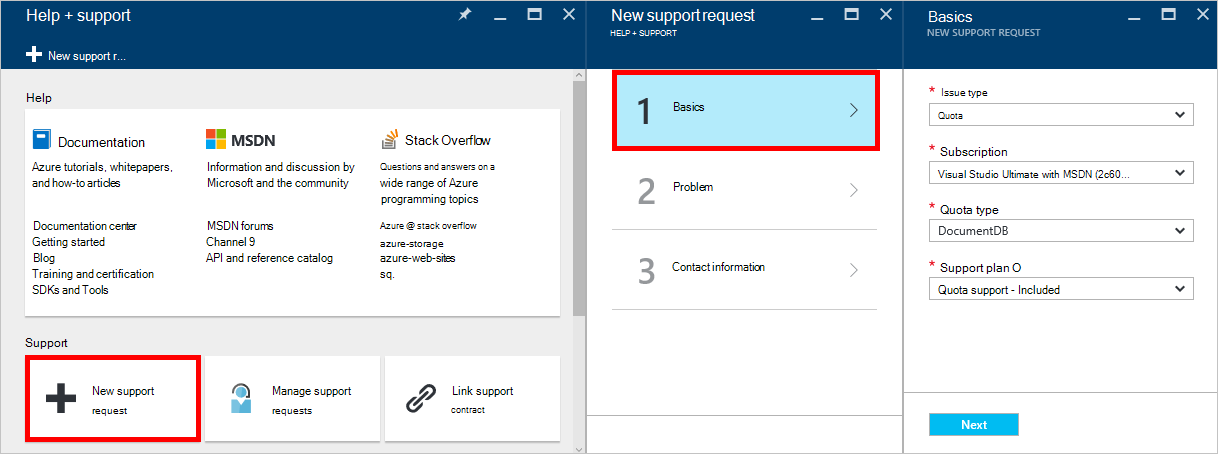 Help + support
New support r...
Help
Documentation
Azure tutorials, whitepapers,
and how-to articles
Documentation center
Getting started
Blog
Training and certification
SDKs and Tools
MSDN
Information and discussion by
Microsoft and the community
MSDN forums
Channel 9
API and reference catalog
Stack Overflow
Questions and answers on a
wide range of Azure
programming topics
Azure @ stack overflow
azure-storage
azure-web-sites
sq.
Support
New support
request
Manage support
requests
Link support
contract
New support request
HELP + SUPPORT
1 Basics
2 Problem
3 Contact information
Basics
NEW SUPPORT REQUEST
* Issue type
Quota
* Subscription
Visual Studio Ultimate with MSDN (2c60...
* Quota type
DocumentDB
* Support plan O
Quota support - Included
Next